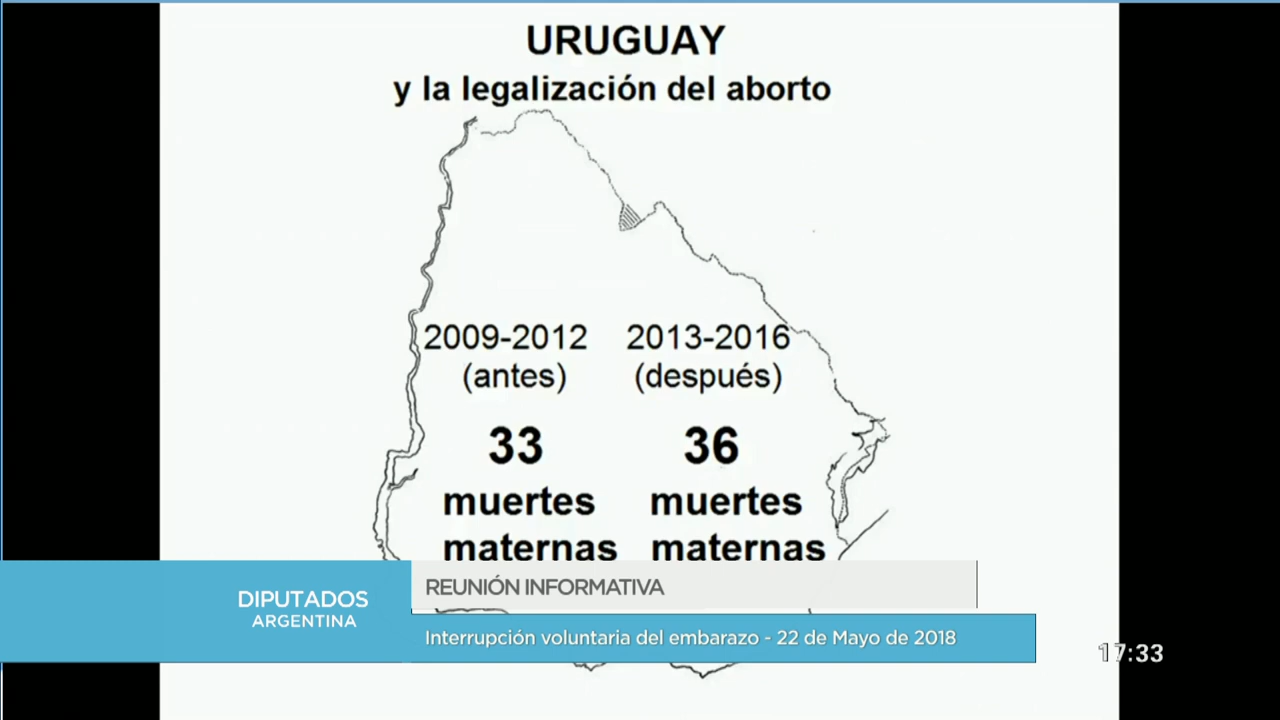 URUGUAY
y la legalización del aborto
2009-2012 2013-2016
(antes) (después)
33 36
muertes muertes
maternas maternas
DIPUTADOS
ARGENTINA
REUNIÓN INFORMATIVA
Interrupción voluntaria del embarazo - 22 de Mayo de 2018
17:33